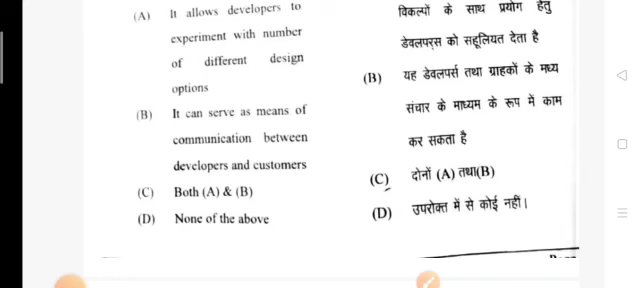 (A) It allows developers to
experiment with number
of different design
options
(B) It can serve as means of
communication between
developers and customers
(C) Both (A) & (B)
(D) None of the above
विकल्पों के साथ प्रयोग हेतु
डेवलपर्स को सहूलियत देता है
(B) यह डेवलपर्स तथा ग्राहकों के मध्य
संचार के माध्यम के रूप में काम
कर सकता है
(C) दोनों (A) तथा(B)
(D) उपरोक्त में से कोई नहीं।